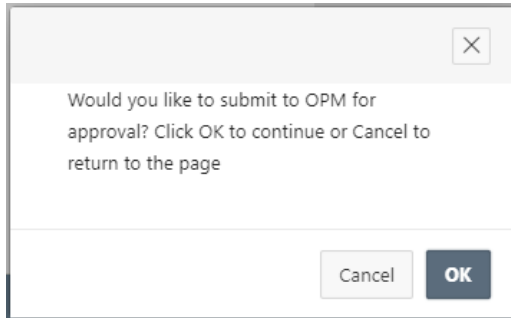 Would you like to submit to OPM for
approval? Click OK to continue or Cancel to
return to the page
Cancel
OK